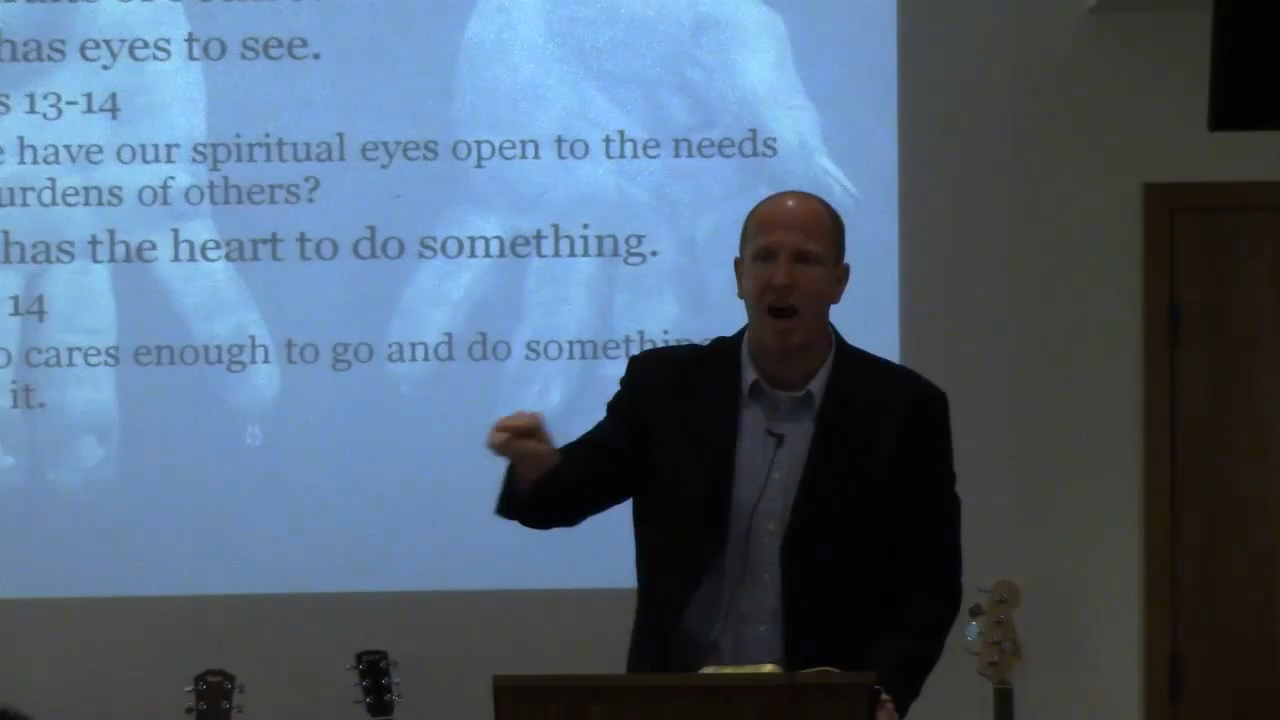 has eyes to see.
s 13-14
e have our spiritual eyes open to the needs
urdens of others?
has the heart to do something.
14
o cares enough to go and do somethin
it.